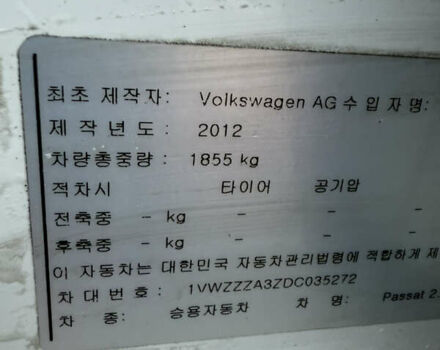 최초 제작자: Volkswagen AG 수 입 자 명:
제 작 년 도 : 2012
차량총중량 : 1855 kg
적차시 타이어 공기압
전축중 - kg - - -
후축중 - kg - - -
이 자동차는 대한민국 자동차관리법령에 적합하게 제
차 대 번 호 : 1VWZZZA3ZDC035272
차 종: 승용자동차 차 명: Passat 2.